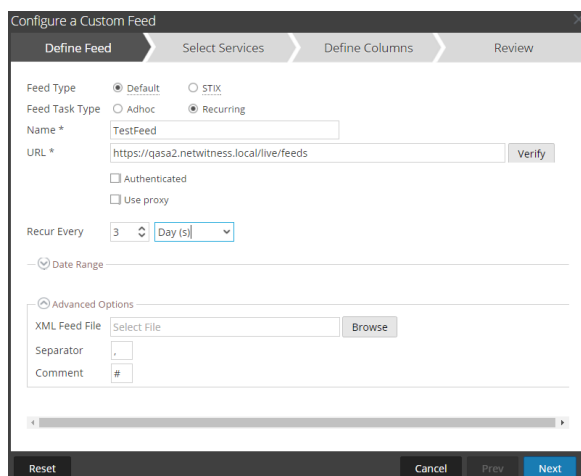 Configure a Custom Feed
Define Feed Select Services Define Columns Review
Feed Type Default STIX
Feed Task Type Adhoc Recurring
Name * TestFeed
URL * https://qasa2.netwitness.local/live/feeds Verify
Authenticated
Use proxy
Recur Every 3 Day (s)
Date Range
Advanced Options
XML Feed File Select File Browse
Separator ,
Comment #
Reset Cancel Prev Next